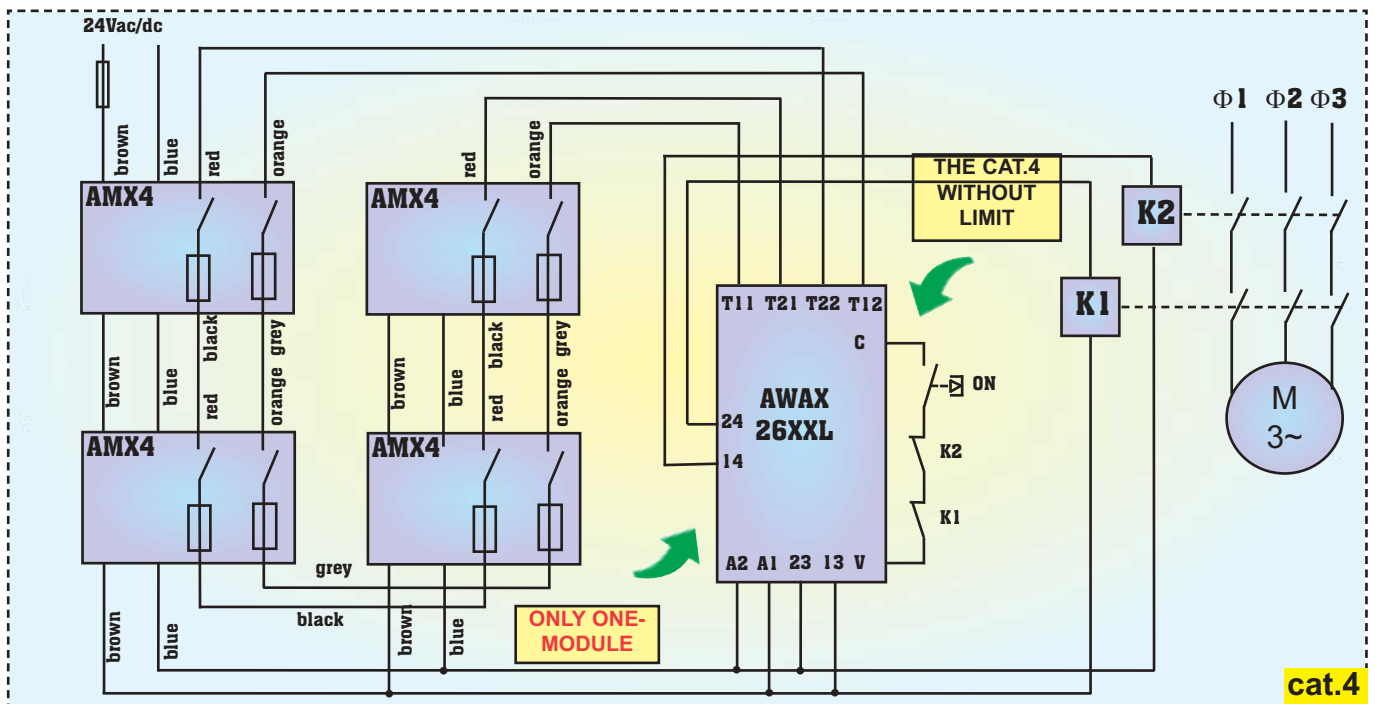 24Vac/dc
brown
blue
red
orange
red
orange
Φ1 Φ2 Φ3
THE CAT.4
WITHOUT
LIMIT
AMX4
AMX4
K2
K1
T11 T21 T22 T12
C
brown
blue
red
black
orange
grey
brown
blue
red
black
orange
grey
AWAX
26XXL
ON
24
14
K2
K1
M
3~
AMX4
AMX4
A2 A1 23 13 V
grey
black
ONLY ONE-
MODULE
brown
blue
brown
blue
cat.4